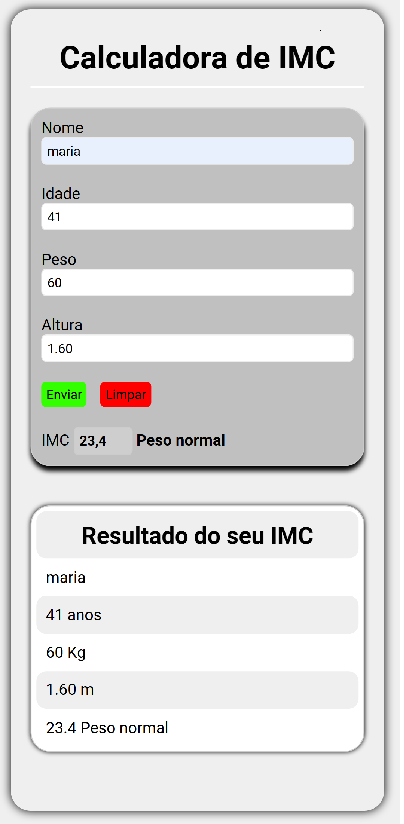 Calculadora de IMC
Nome
maria
Idade
41
Peso
60
Altura
1.60
Enviar Limpar
IMC 23,4 Peso normal
Resultado do seu IMC
maria
41 anos
60 Kg
1.60 m
23.4 Peso normal